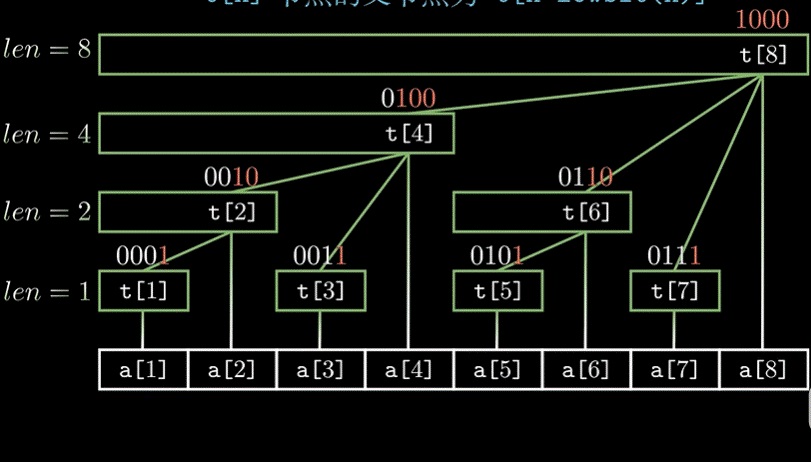 1000
len = 8 t[8]
0100
len = 4 t[4]
0010 0110
len = 2 t[2] t[6]
0001 0011 0101 0111
len = 1 t[1] t[3] t[5] t[7]
a[1] a[2] a[3] a[4] a[5] a[6] a[7] a[8]